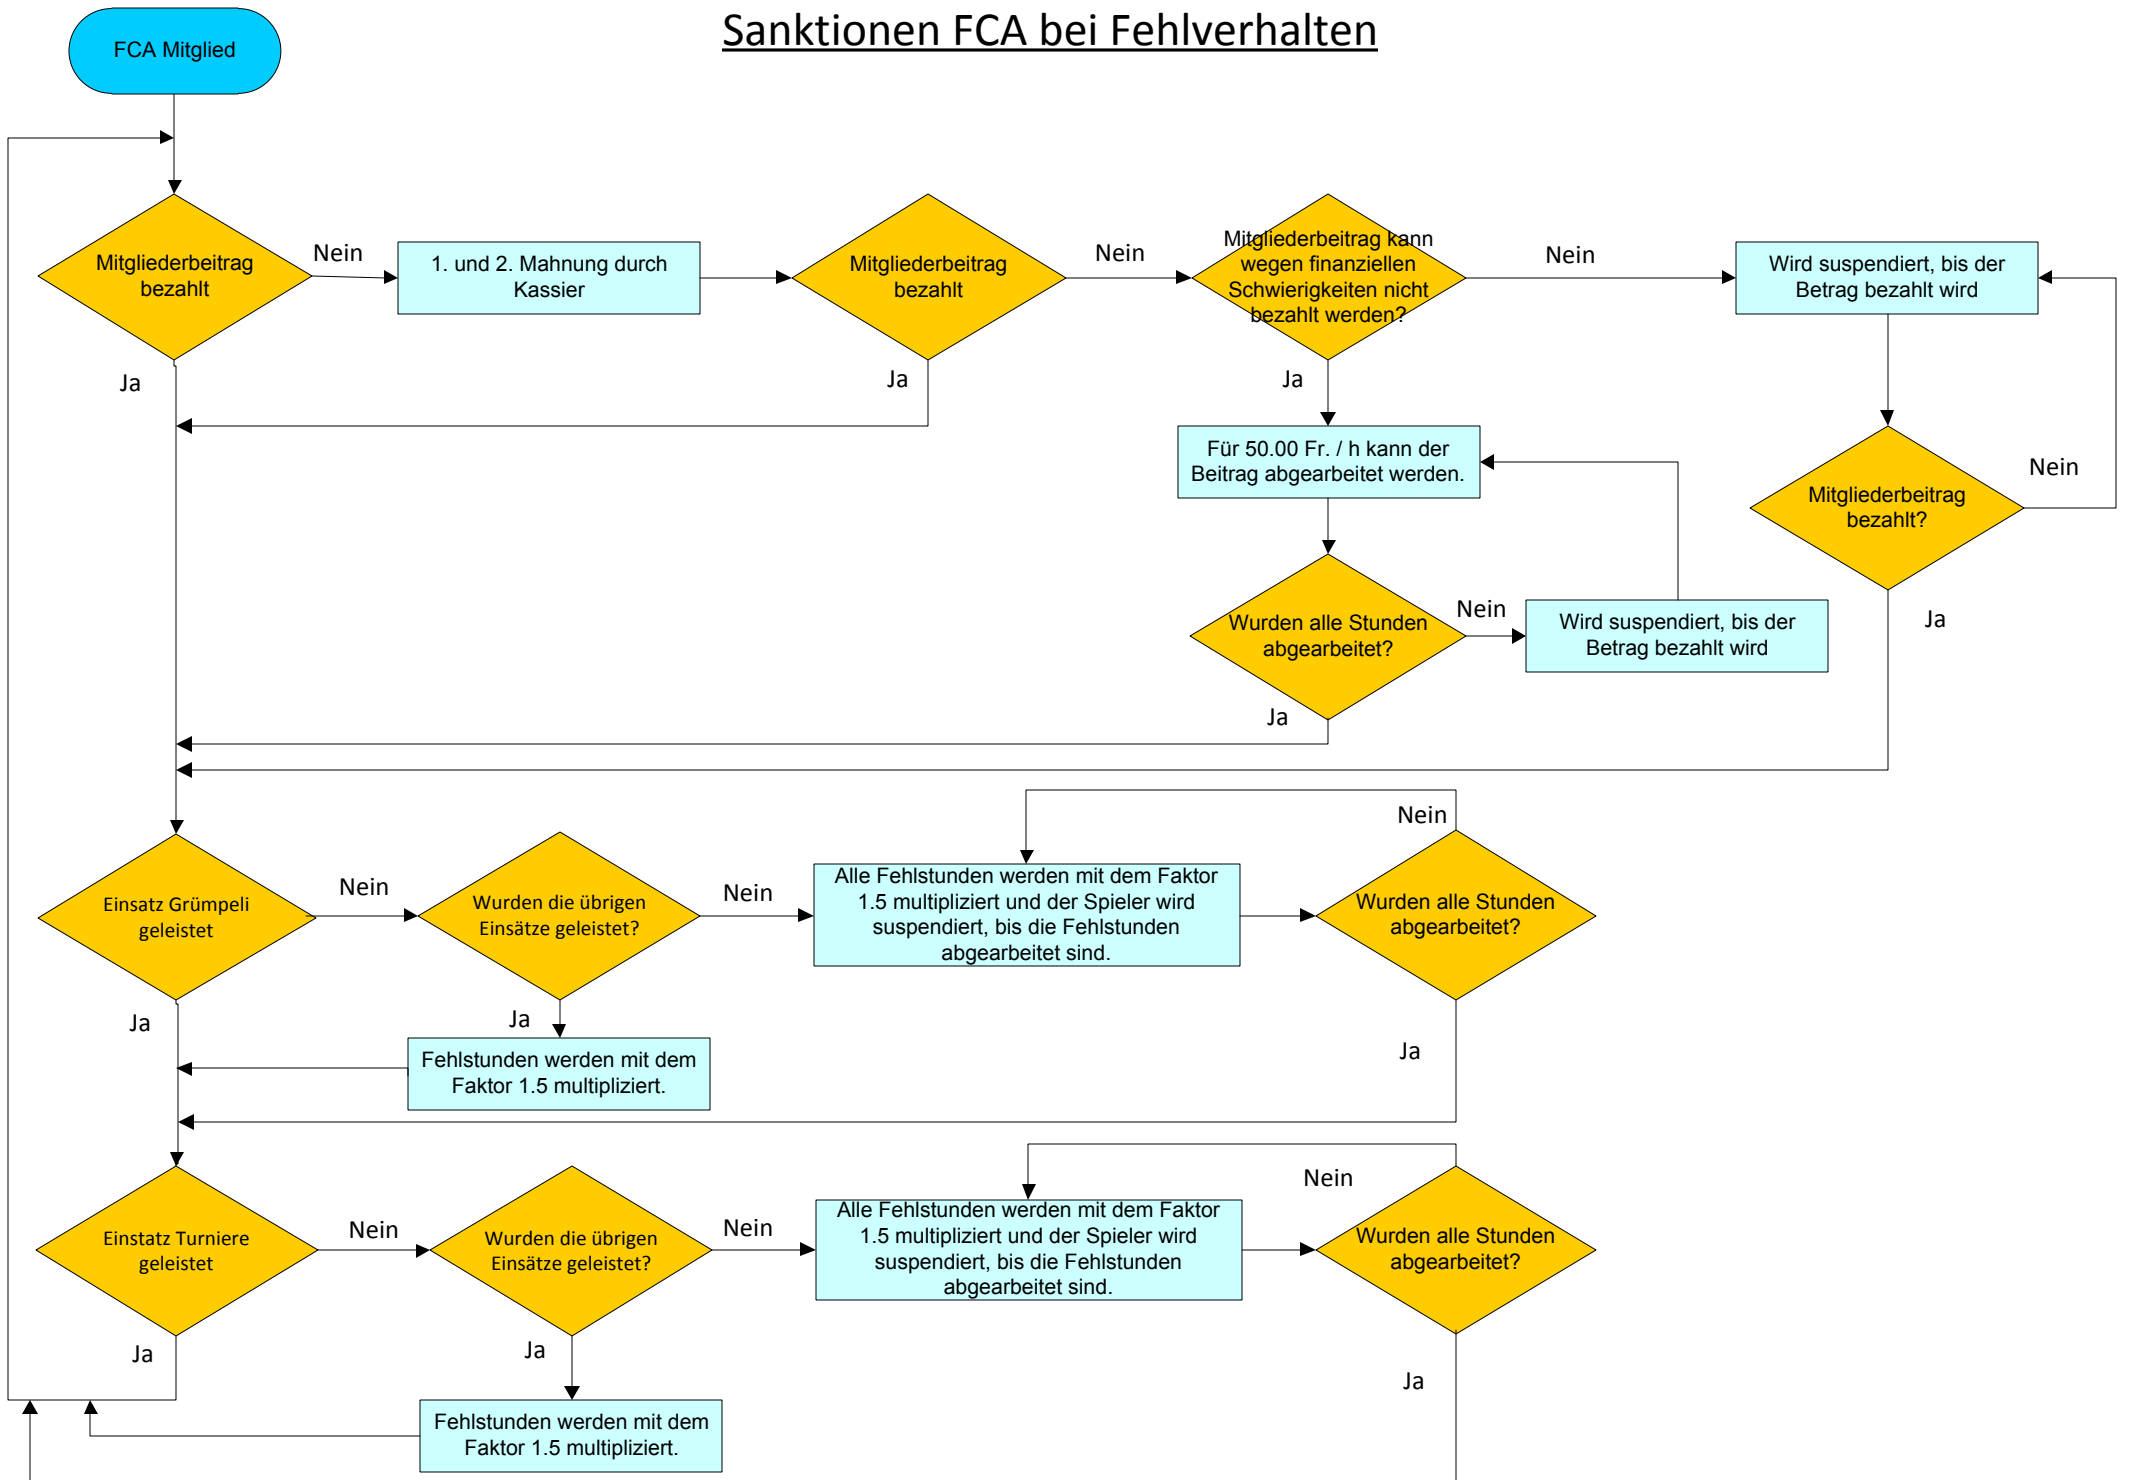 Sanktionen FCA bei Fehlverhalten
FCA Mitglied
Mitgliederbeitrag
bezahlt
Nein
Ja
1. und 2. Mahnung durch
Kassier
Mitgliederbeitrag
bezahlt
Nein
Ja
Mitgliederbeitrag kann
wegen finanziellen
Schwierigkeiten nicht
bezahlt werden?
Nein
Ja
Wird suspendiert, bis der
Betrag bezahlt wird
Für 50.00 Fr. / h kann der
Beitrag abgearbeitet werden.
Mitgliederbeitrag
bezahlt?
Nein
Ja
Wurden alle Stunden
abgearbeitet?
Nein
Ja
Wird suspendiert, bis der
Betrag bezahlt wird
Einsatz Grümpeli
geleistet
Nein
Ja
Wurden die übrigen
Einsätze geleistet?
Nein
Ja
Alle Fehlstunden werden mit dem Faktor
1.5 multipliziert und der Spieler wird
suspendiert, bis die Fehlstunden
abgearbeitet sind.
Wurden alle Stunden
abgearbeitet?
Nein
Ja
Fehlstunden werden mit dem
Faktor 1.5 multipliziert.
Einstatz Turniere
geleistet
Nein
Ja
Wurden die übrigen
Einsätze geleistet?
Nein
Ja
Alle Fehlstunden werden mit dem Faktor
1.5 multipliziert und der Spieler wird
suspendiert, bis die Fehlstunden
abgearbeitet sind.
Wurden alle Stunden
abgearbeitet?
Nein
Ja
Fehlstunden werden mit dem
Faktor 1.5 multipliziert.